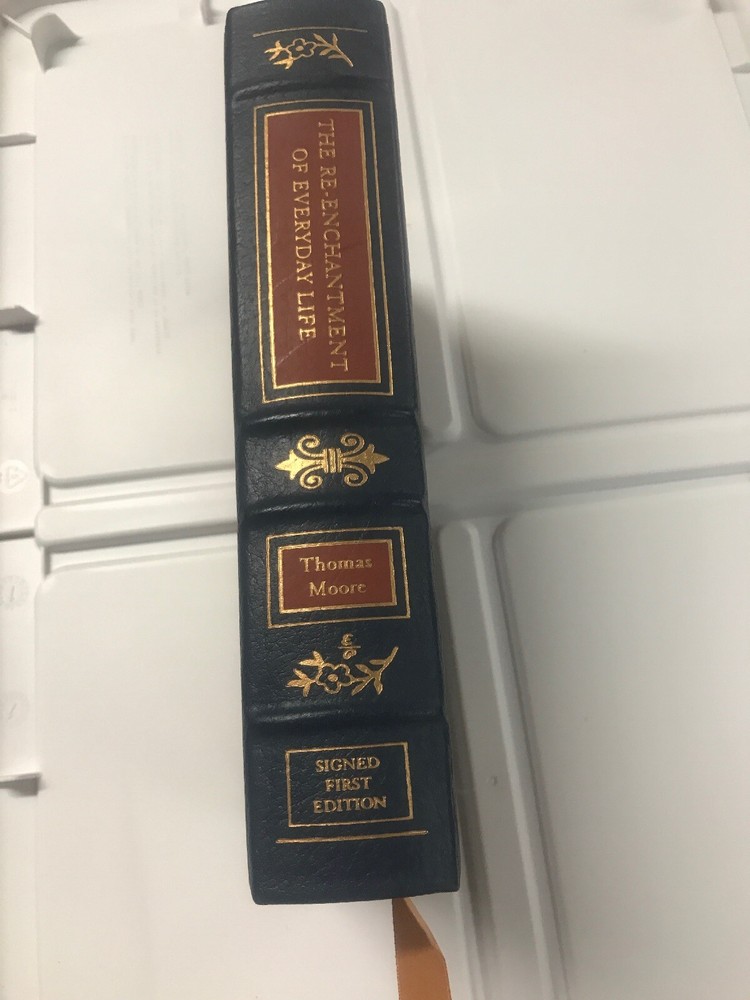 THE RE-ENCHANTMENT
OF EVERYDAY LIFE
Thomas
Moore
SIGNED
FIRST
EDITION